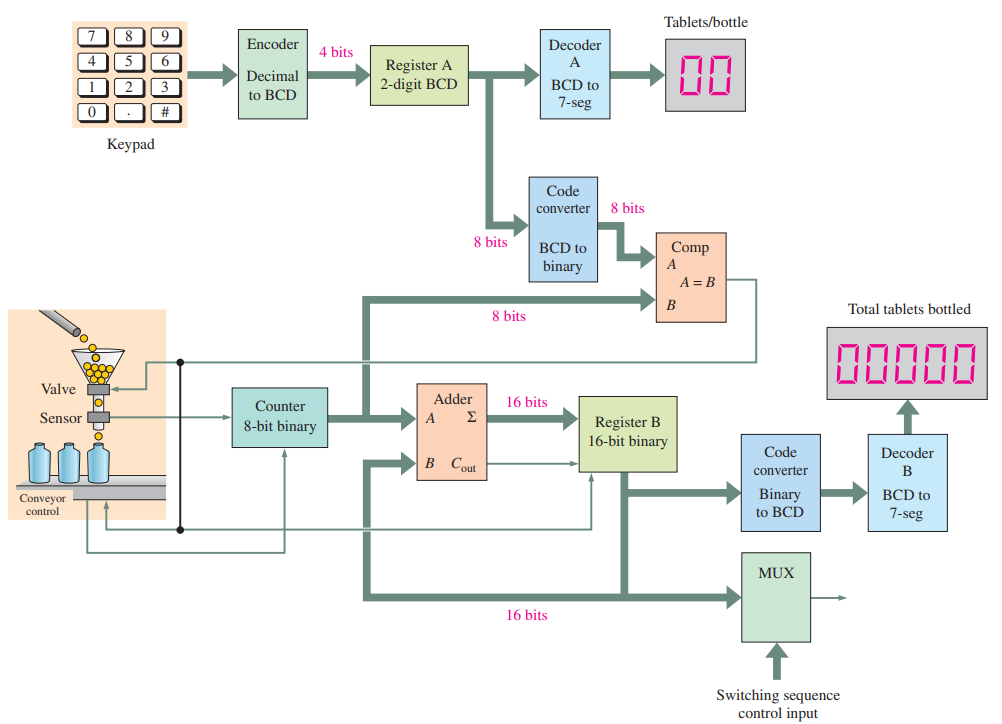 Tablets/bottle
7 8 9
4 5 6
1 2 3
0 . #
Keypad
Encoder
Decimal
to BCD
4 bits
Register A
2-digit BCD
Decoder
A
BCD to
7-seg
00
Code
converter
BCD to
binary
8 bits
8 bits
Comp
A
A = B
B
8 bits
Total tablets bottled
00000
Valve
Sensor
Conveyor
control
Counter
8-bit binary
Adder
A Σ
B Cout
16 bits
Register B
16-bit binary
Code
converter
Binary
to BCD
Decoder
B
BCD to
7-seg
MUX
16 bits
Switching sequence
control input